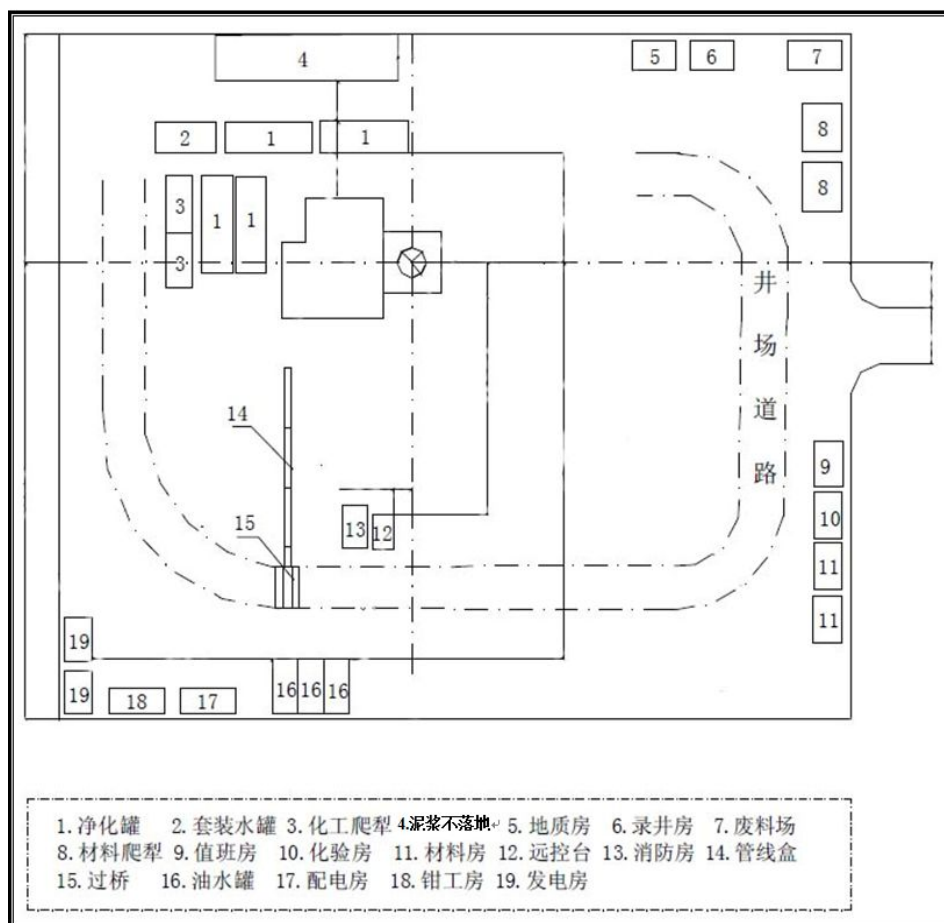 4
5 6 7
2 1 1
8
8
3 1 1
3
井
场
道
路
14
9
15
13 12
10
11
11
19
19 18 17 16 16 16
1.净化罐 2.套装水罐 3.化工爬犁 4.泥浆不落地 5.地质房 6.录井房 7.废料场
8.材料爬犁 9.值班房 10.化验房 11.材料房 12.远控台 13.消防房 14.管线盒
15.过桥 16.油水罐 17.配电房 18.钳工房 19.发电房